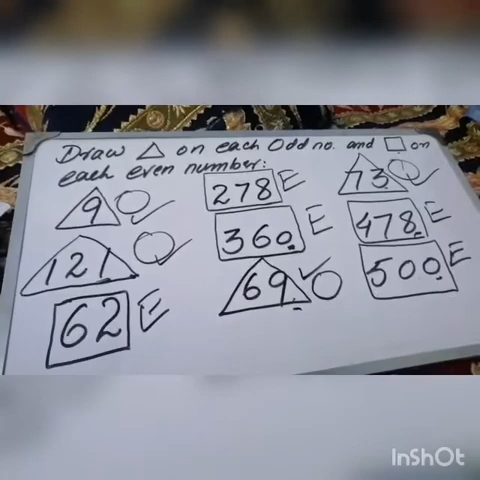 Draw △ on each Odd no. and □ on
each even number:
9 O
278 E
73 O
121 O
360 E
478 E
62 E
69 O
500 E
InShOt